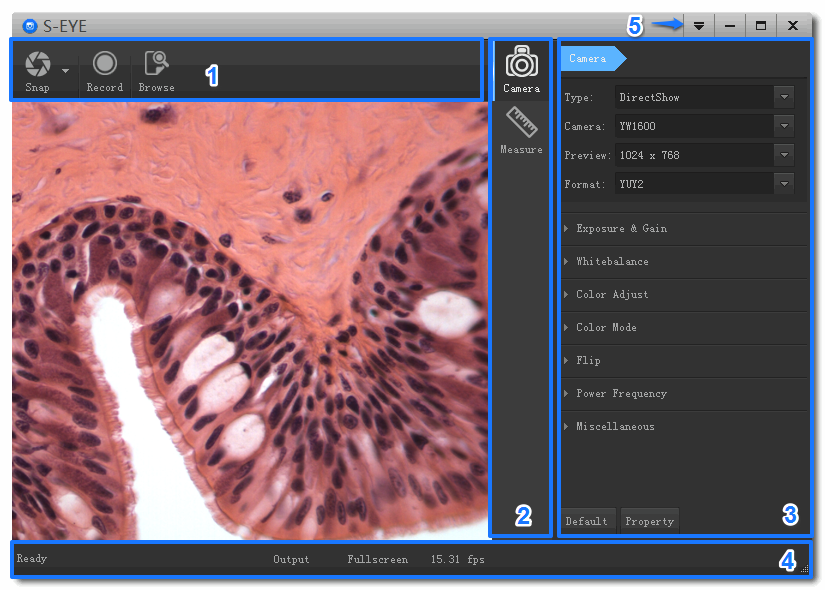 S-EYE
5
Snap
Record
Browse
1
Camera
Measure
2
Camera
Type: DirectShow
Camera: YW1600
Preview: 1024 x 768
Format: YUY2
Exposure & Gain
Whitebalance
Color Adjust
Color Mode
Flip
Power Frequency
Miscellaneous
Default Property
3
Ready Output Fullscreen 15.31 fps
4